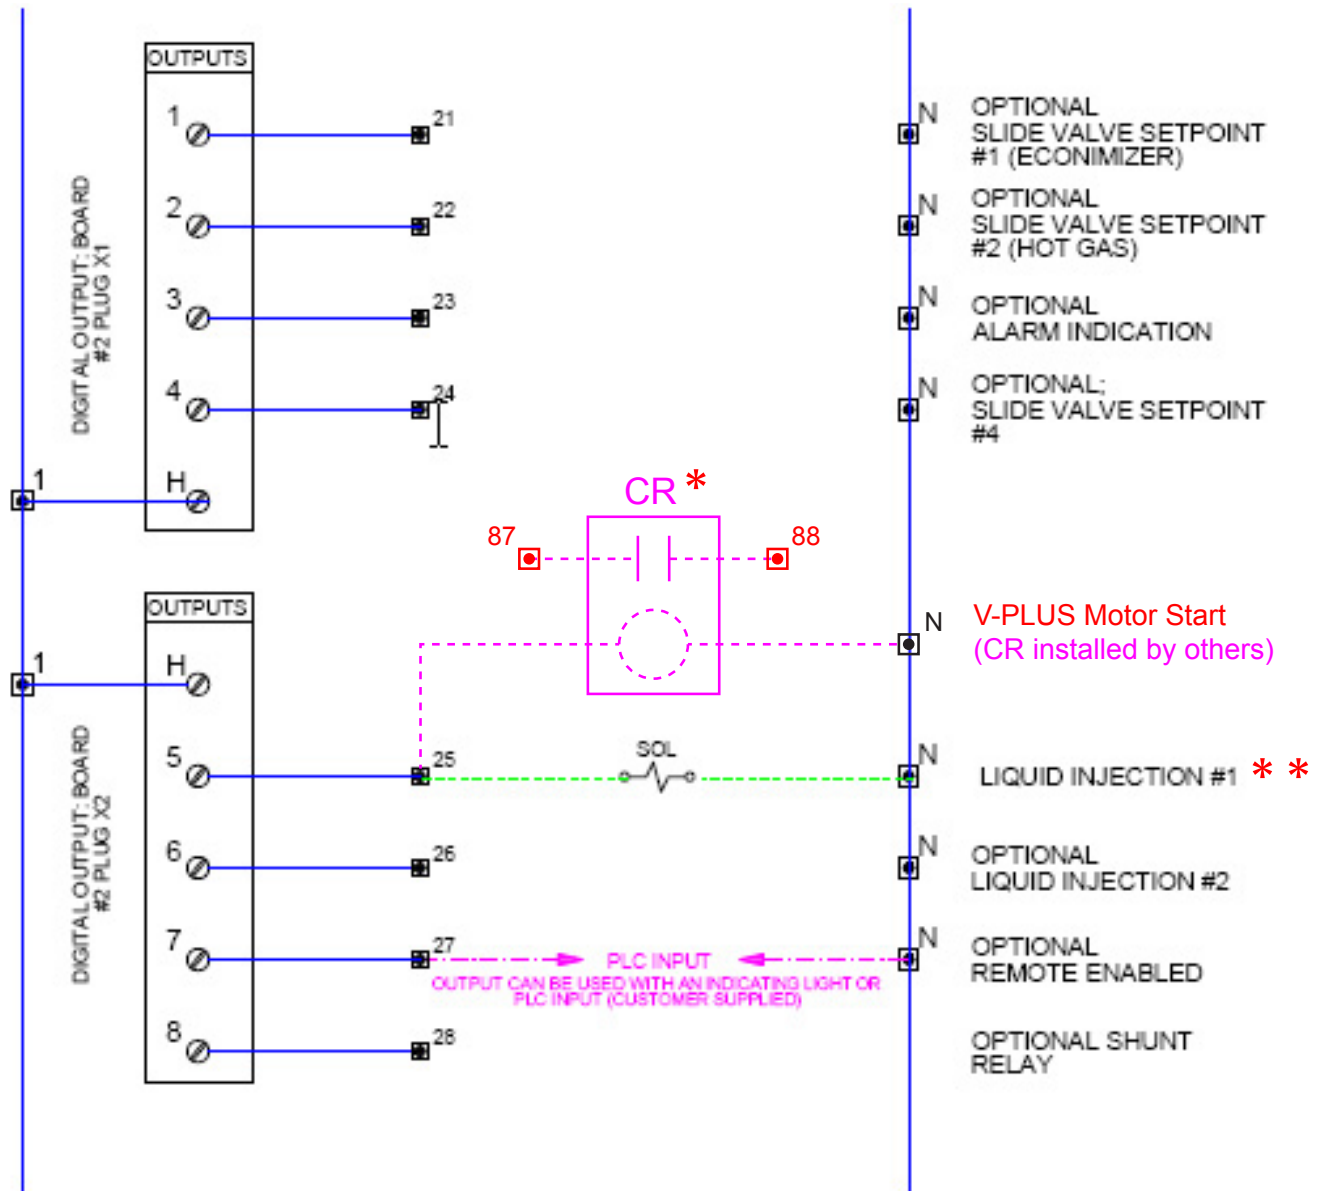 OUTPUTS
1
21
N
OPTIONAL
SLIDE VALVE SETPOINT
#1 (ECONIMIZER)
2
22
N
OPTIONAL
SLIDE VALVE SETPOINT
#2 (HOT GAS)
DIGITAL OUTPUT: BOARD
#2 PLUG X1
3
23
N
OPTIONAL
ALARM INDICATION
4
24
N
OPTIONAL;
SLIDE VALVE SETPOINT
#4
1
H
CR *
87
88
OUTPUTS
N
V-PLUS Motor Start
(CR installed by others)
1
H
5
25
SOL
N
LIQUID INJECTION #1 * *
DIGITAL OUTPUT: BOARD
#2 PLUG X2
6
26
N
OPTIONAL
LIQUID INJECTION #2
7
27
PLC INPUT
N
OPTIONAL
REMOTE ENABLED
OUTPUT CAN BE USED WITH AN INDICATING LIGHT OR
PLC INPUT (CUSTOMER SUPPLIED)
8
28
OPTIONAL SHUNT
RELAY